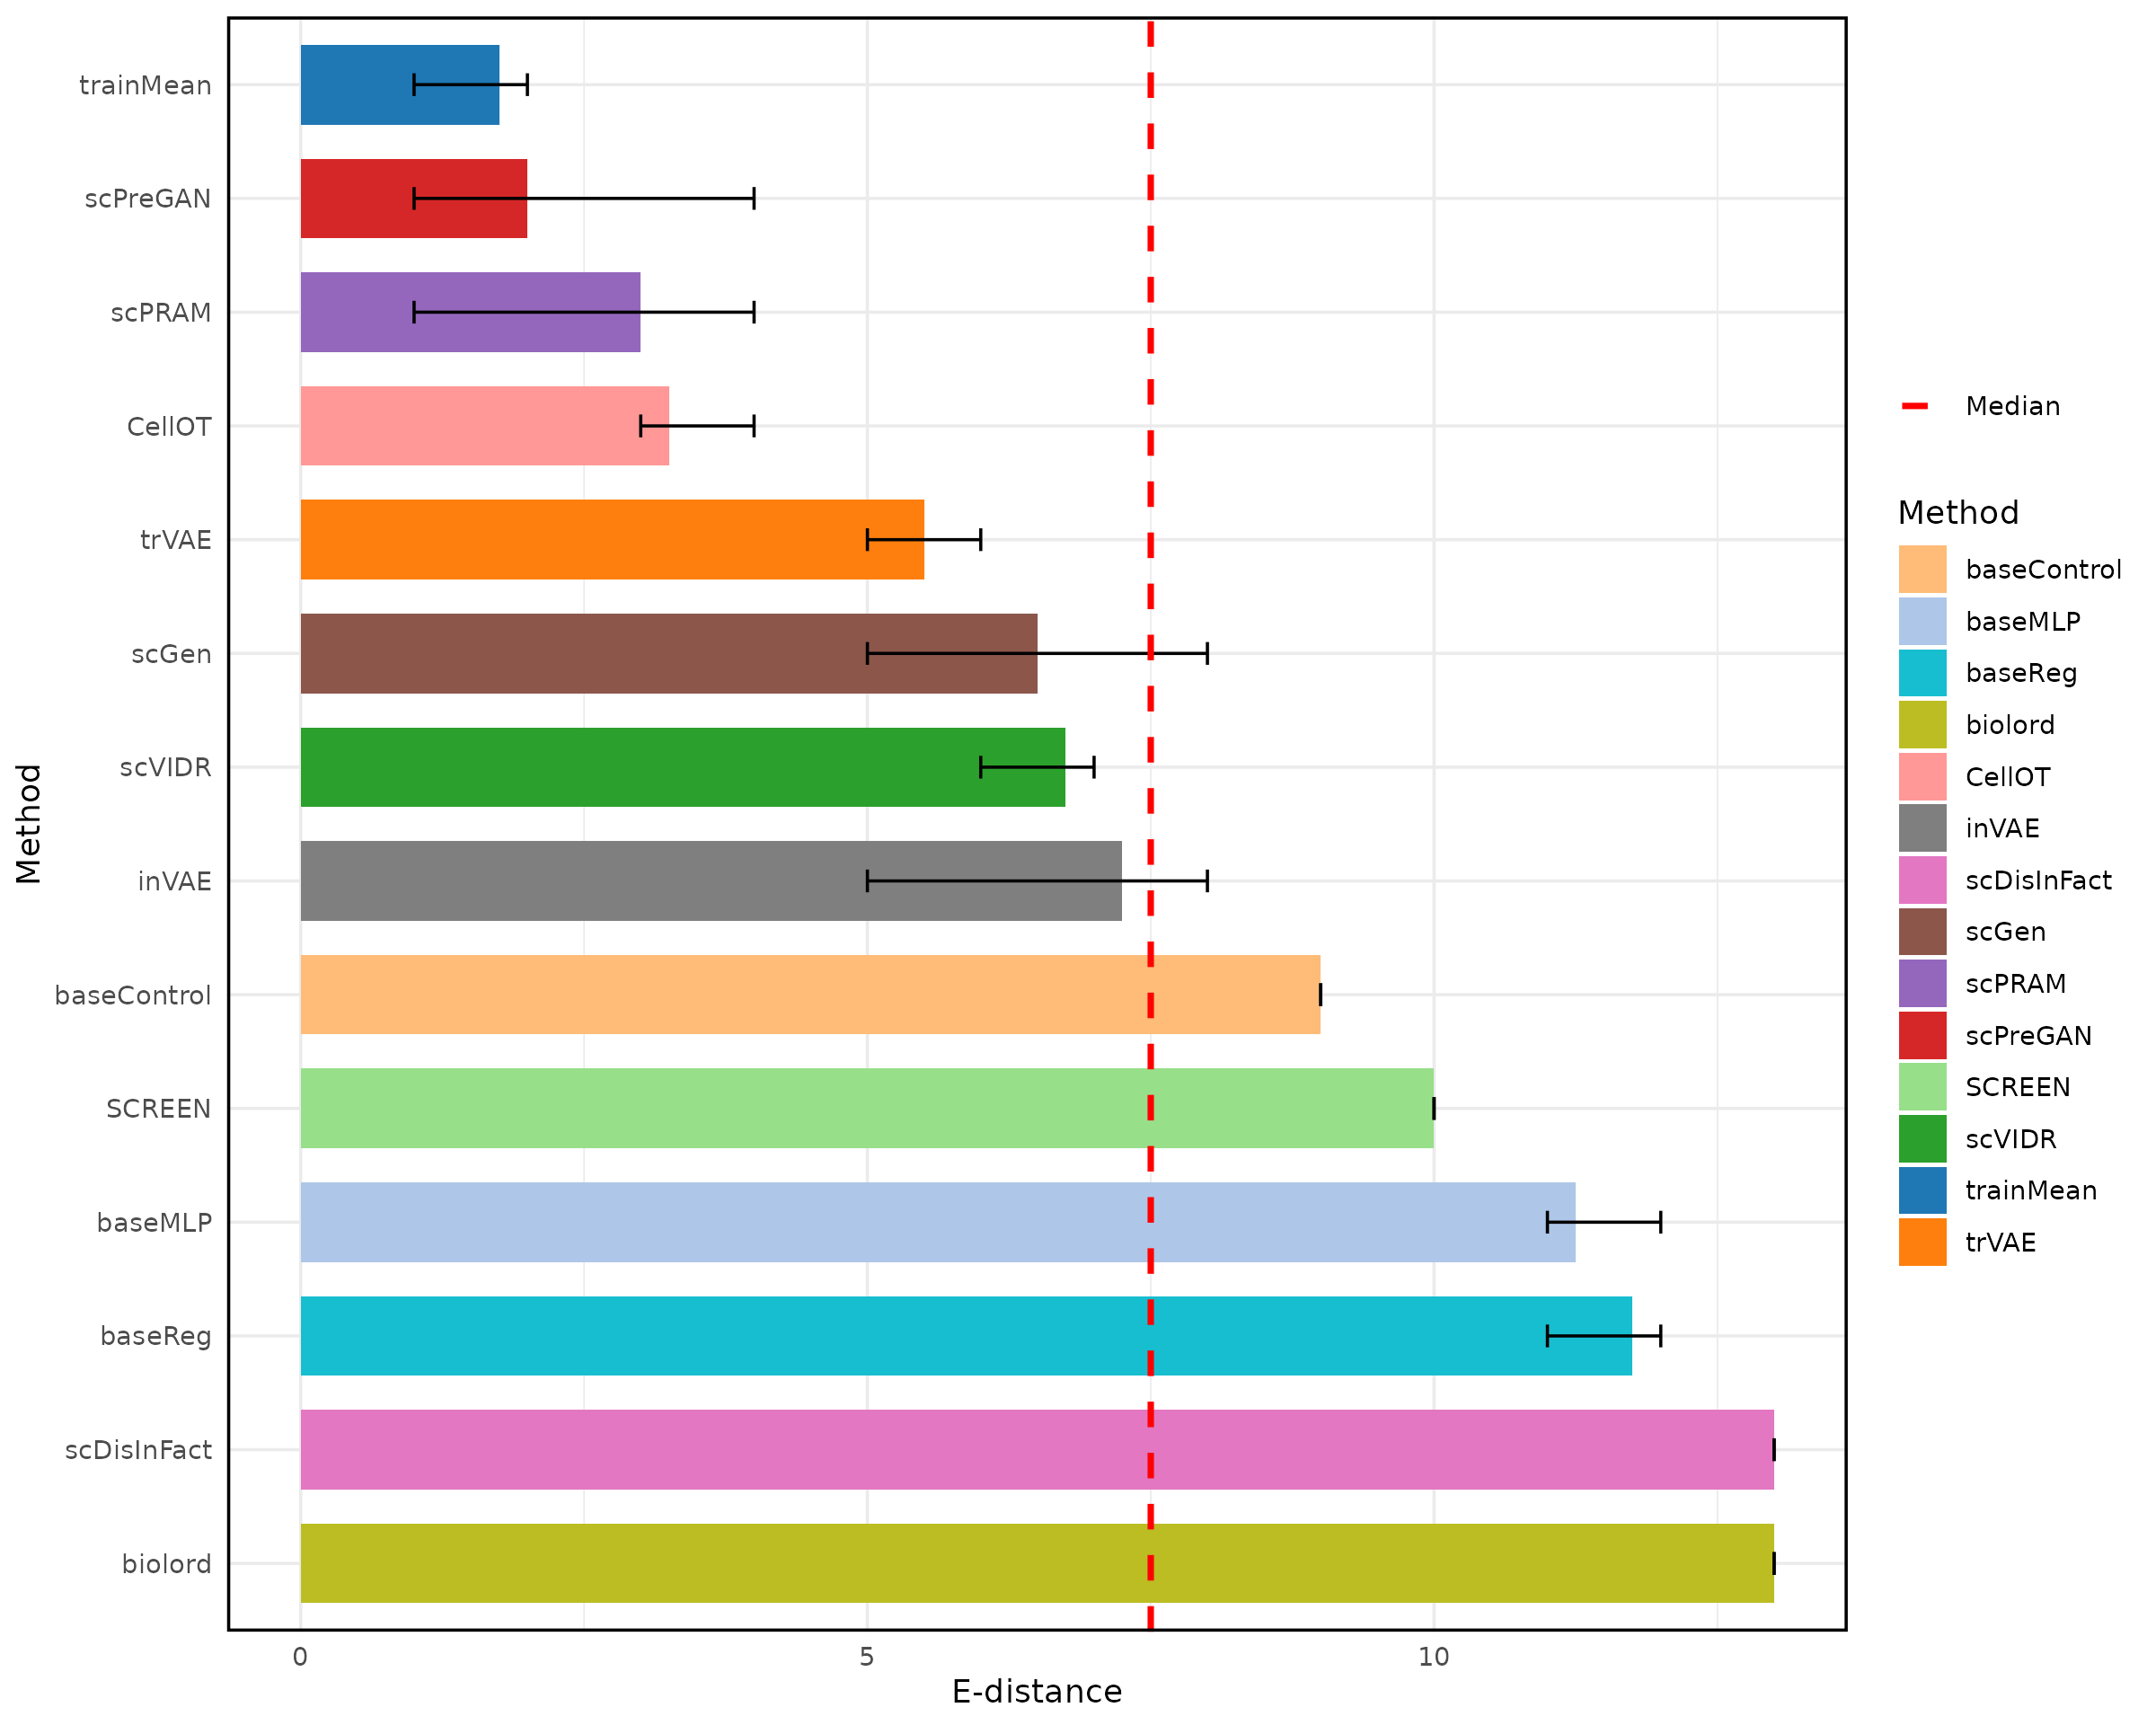 trainMean
scPreGAN
scPRAM
CellOT
trVAE
scGen
scVIDR
inVAE
baseControl
SCREEN
baseMLP
baseReg
scDisInFact
biolord
Method
0 5 10
E-distance
Median
Method
baseControl
baseMLP
baseReg
biolord
CellOT
inVAE
scDisInFact
scGen
scPRAM
scPreGAN
SCREEN
scVIDR
trainMean
trVAE